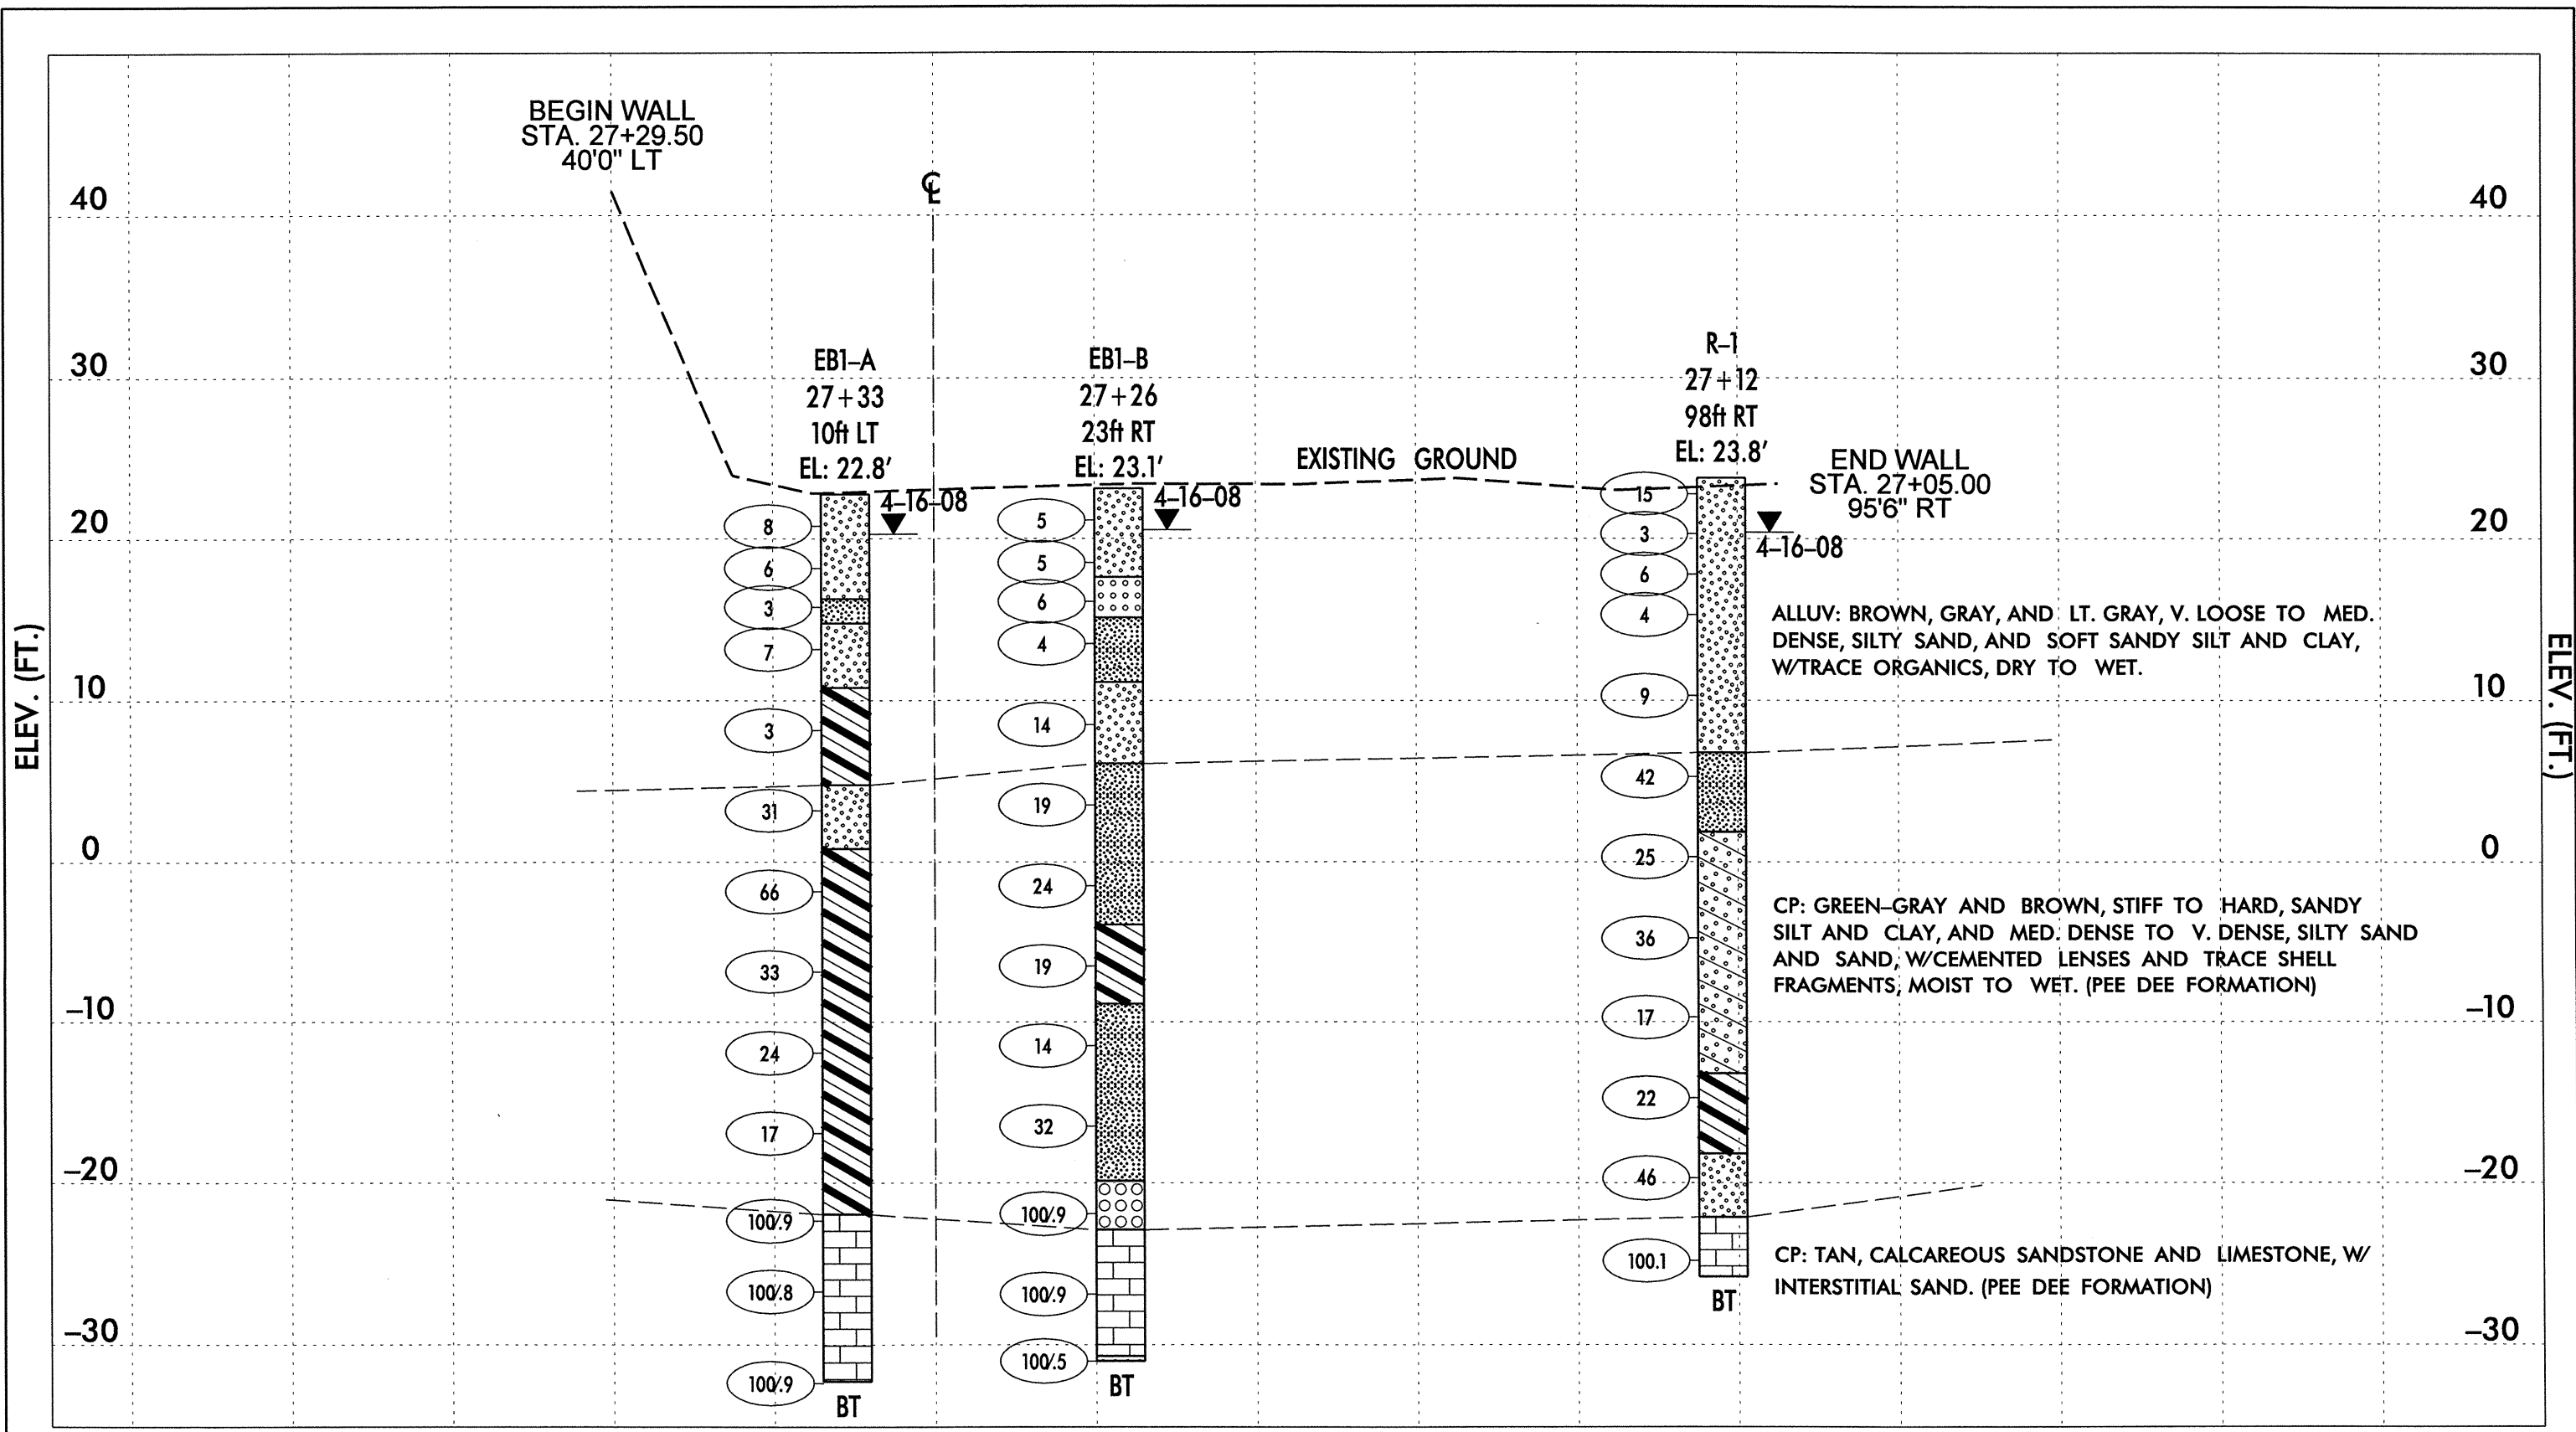 BEGIN WALL
STA. 27+29.50
40'0" LT
℄
40
40
30
30
20
20
10
10
0
0
–10
–10
–20
–20
–30
–30
ELEV. (FT.)
ELEV. (FT.)
EB1–A
27+33
10ft LT
EL: 22.8'
4–16–08
8
6
3
7
3
31
66
33
24
17
100/.9
100/.8
100/.9
BT
EB1–B
27+26
23ft RT
EL: 23.1'
4–16–08
5
5
6
4
14
19
24
19
14
32
100/.9
100/.9
100/.5
BT
EXISTING GROUND
R–1
27+12
98ft RT
EL: 23.8'
4–16–08
15
3
6
4
9
42
25
36
17
22
46
100.1
BT
END WALL
STA. 27+05.00
95'6" RT
ALLUV: BROWN, GRAY, AND LT. GRAY, V. LOOSE TO MED.
DENSE, SILTY SAND, AND SOFT SANDY SILT AND CLAY,
W/TRACE ORGANICS, DRY TO WET.
CP: GREEN–GRAY AND BROWN, STIFF TO HARD, SANDY
SILT AND CLAY, AND MED. DENSE TO V. DENSE, SILTY SAND
AND SAND, W/CEMENTED LENSES AND TRACE SHELL
FRAGMENTS, MOIST TO WET. (PEE DEE FORMATION)
CP: TAN, CALCAREOUS SANDSTONE AND LIMESTONE, W/
INTERSTITIAL SAND. (PEE DEE FORMATION)